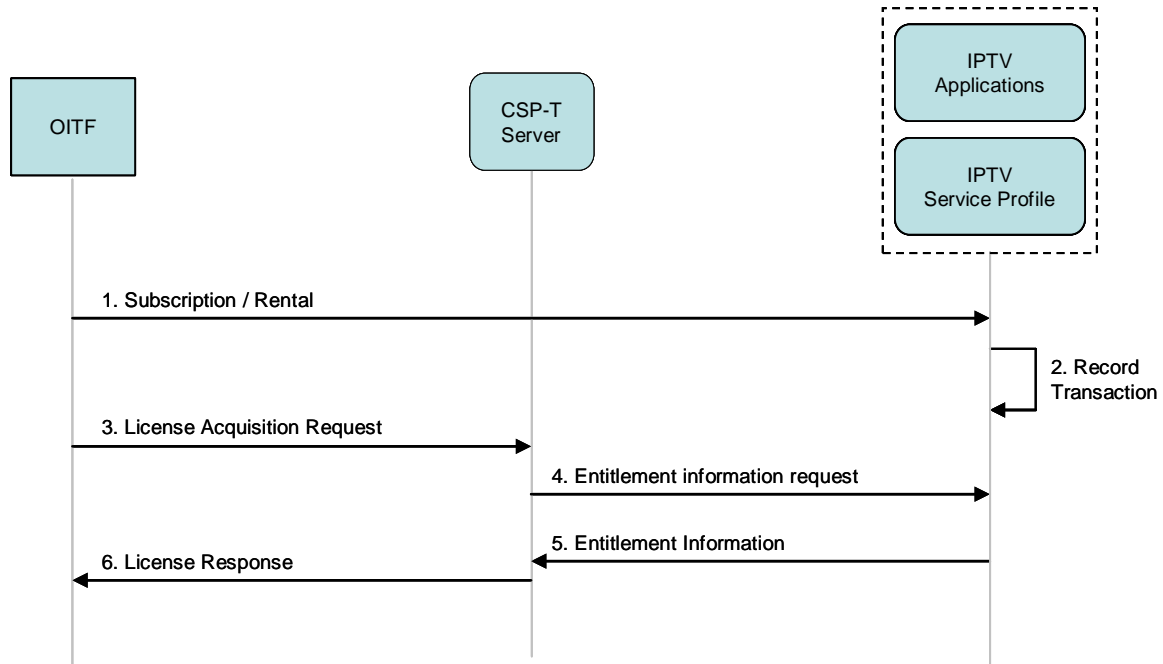 IPTV
Applications
OITF
CSP-T
Server
IPTV
Service Profile
1. Subscription / Rental
2. Record
Transaction
3. License Acquisition Request
4. Entitlement information request
5. Entitlement Information
6. License Response